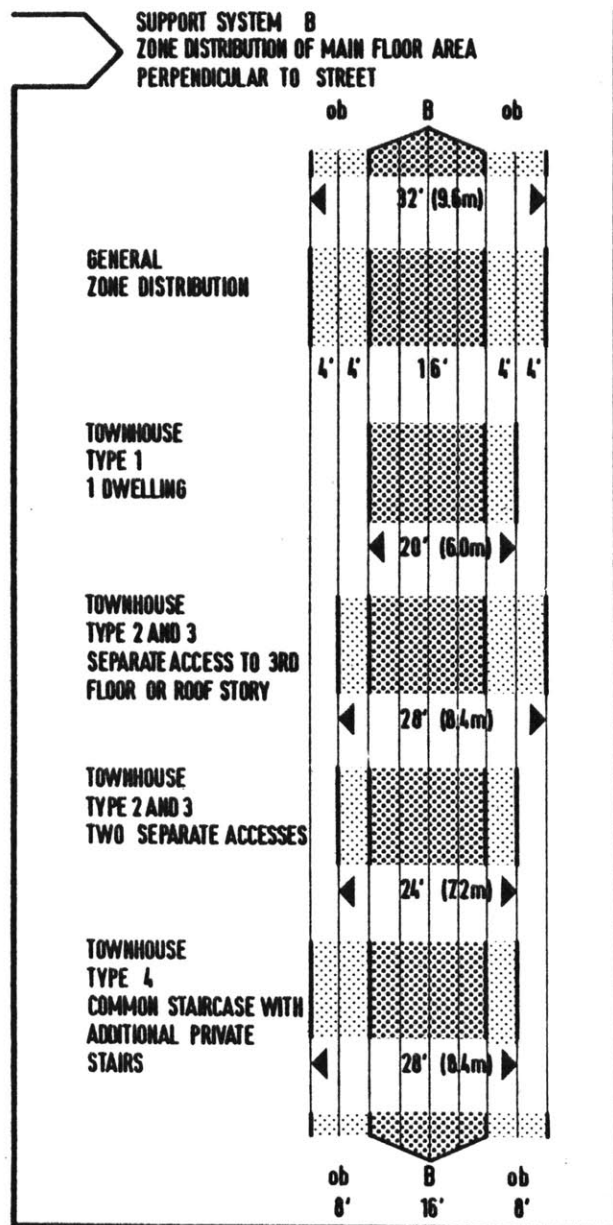 SUPPORT SYSTEM B
ZONE DISTRIBUTION OF MAIN FLOOR AREA
PERPENDICULAR TO STREET
ob B ob
32' (9.6m)
GENERAL
ZONE DISTRIBUTION
4' 4' 16' 4' 4'
TOWNHOUSE
TYPE 1
1 DWELLING
20' (6.0m)
TOWNHOUSE
TYPE 2 AND 3
SEPARATE ACCESS TO 3RD
FLOOR OR ROOF STORY
28' (8.4m)
TOWNHOUSE
TYPE 2 AND 3
TWO SEPARATE ACCESSES
24' (7.2m)
TOWNHOUSE
TYPE 4
COMMON STAIRCASE WITH
ADDITIONAL PRIVATE
STAIRS
28' (8.4m)
ob B ob
8' 16' 8'